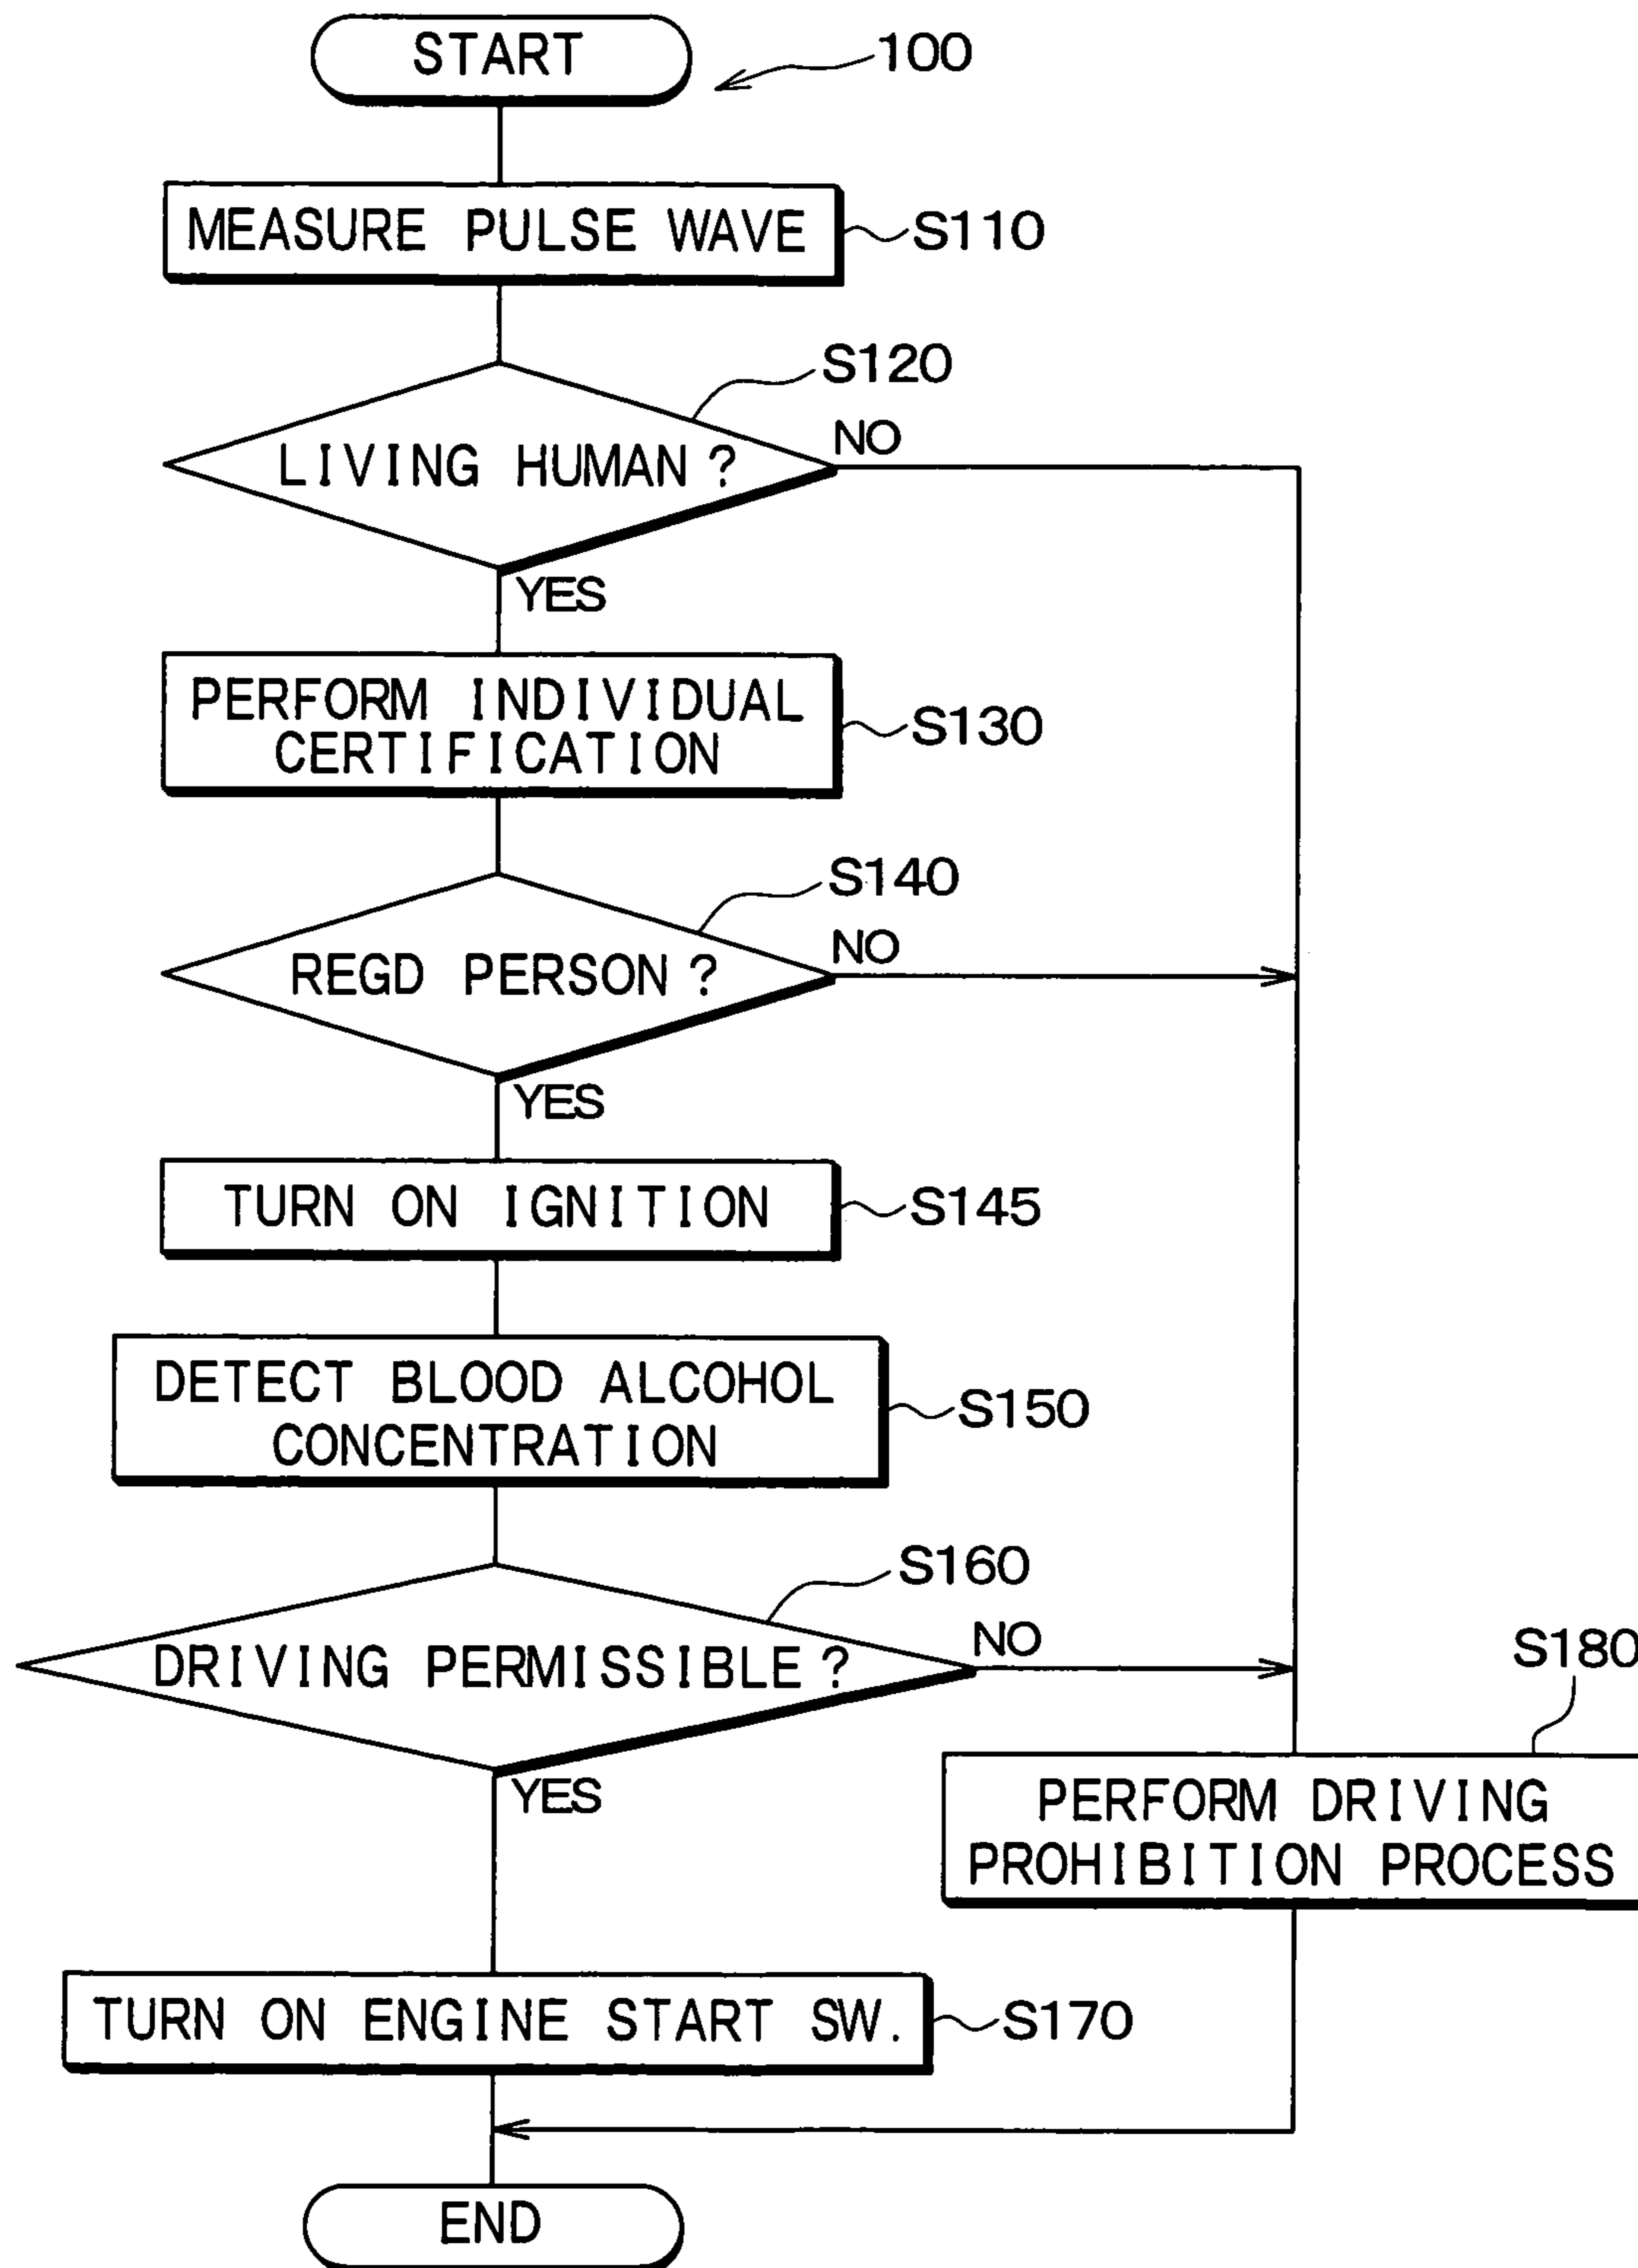 START
100
MEASURE PULSE WAVE
S110
S120
LIVING HUMAN?
NO
YES
PERFORM INDIVIDUAL
CERTIFICATION
S130
S140
REGD PERSON?
NO
YES
TURN ON IGNITION
S145
DETECT BLOOD ALCOHOL
CONCENTRATION
S150
S160
DRIVING PERMISSIBLE?
NO
YES
S180
PERFORM DRIVING
PROHIBITION PROCESS
TURN ON ENGINE START SW.
S170
END